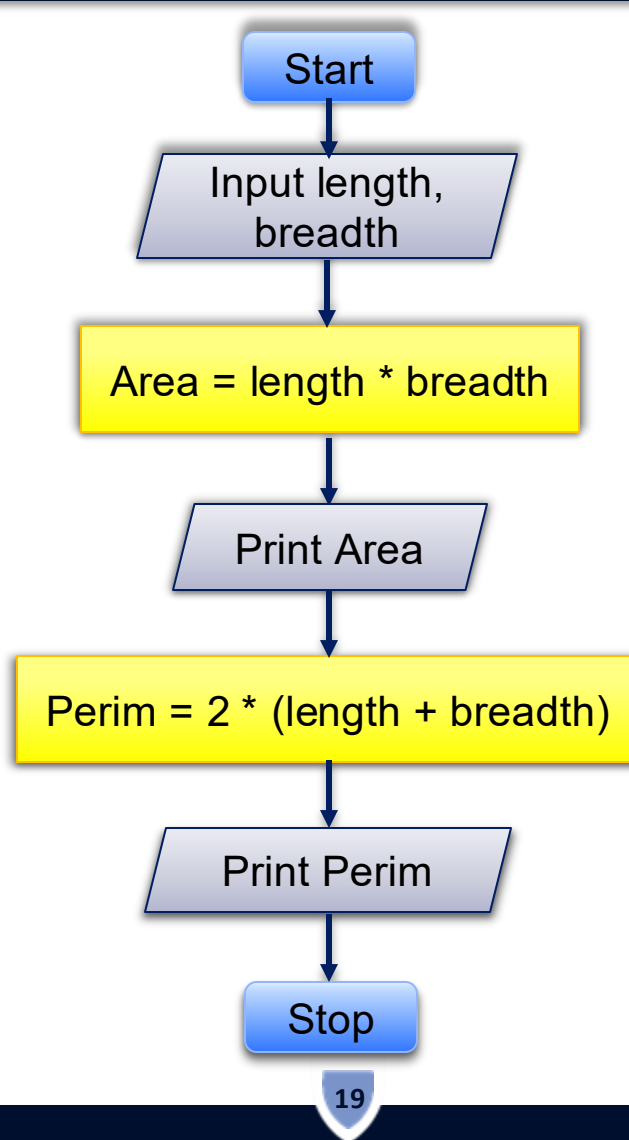 Start
Input length,
breadth
Area = length * breadth
Print Area
Perim = 2 * (length + breadth)
Print Perim
Stop
19